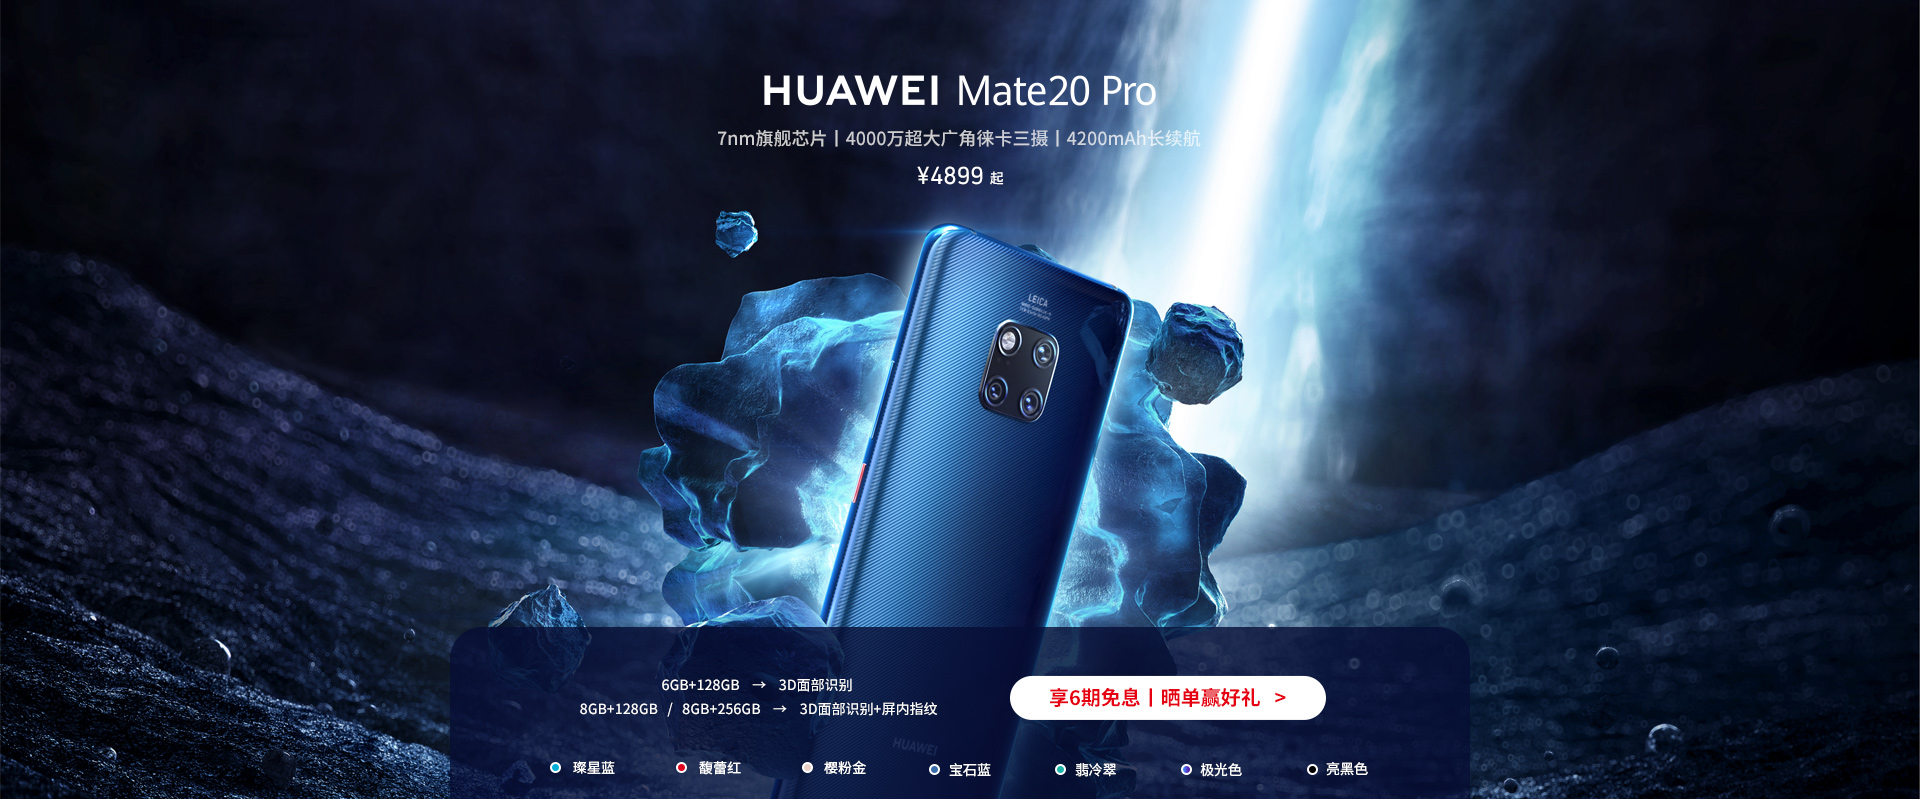 HUAWEI Mate20 Pro
7nm旗舰芯片 | 4000万超大广角徕卡三摄 | 4200mAh长续航
¥4899 起
LEICA
6GB+128GB → 3D面部识别
8GB+128GB / 8GB+256GB → 3D面部识别+屏内指纹
享6期免息 | 晒单赢好礼 >
HUAWEI
璨星蓝 馥蕾红 樱粉金 宝石蓝 翡冷翠 极光色 亮黑色